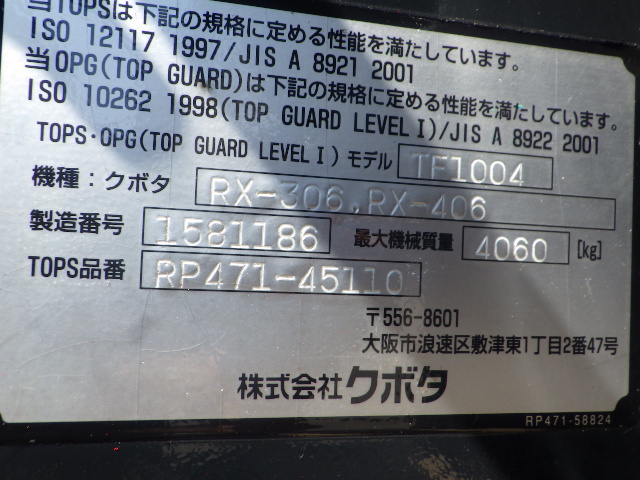 当TOPSは下記の規格に定める性能を満たしています。
ISO 12117 1997/JIS A 8921 2001
当OPG(TOP GUARD)は下記の規格に定める性能を満たしています。
ISO 10262 1998(TOP GUARD LEVELⅠ)/JIS A 8922 2001
TOPS・OPG(TOP GUARD LEVELⅠ) モデル TF1004
機種：クボタ RX-306,RX-406
製造番号 1581186 最大機械質量 4060 [kg]
TOPS品番 RP471-45110
〒556-8601
大阪市浪速区敷津東1丁目2番47号
株式会社クボタ
RP471-58824